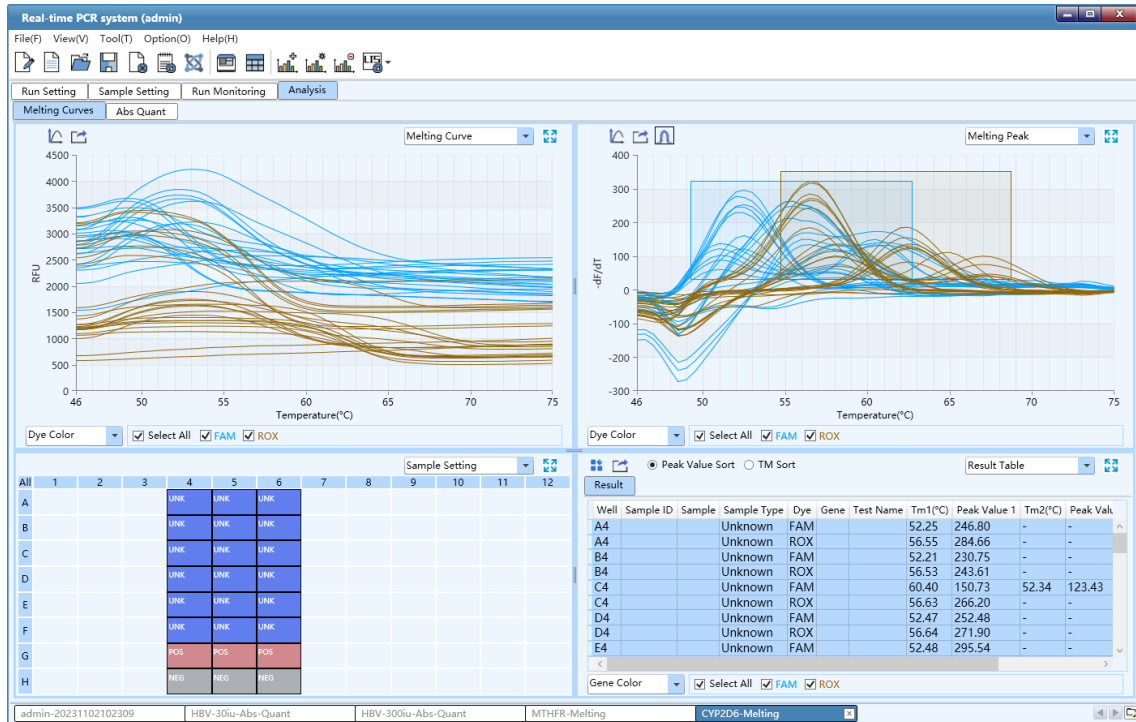 Real-time PCR system (admin)
File(F) View(V) Tool(T) Option(O) Help(H)
LIS
Run Setting Sample Setting Run Monitoring Analysis
Melting Curves Abs Quant
Melting Curve
4500
4000
3500
3000
2500
2000
1500
1000
500
0
RFU
46 50 55 60 65 70 75
Temperature(°C)
Dye Color Select All FAM ROX
Melting Peak
400
300
200
100
0
-100
-200
-300
-dF/dT
46 50 55 60 65 70 75
Temperature(°C)
Dye Color Select All FAM ROX
Sample Setting
All 1 2 3 4 5 6 7 8 9 10 11 12
A UNK UNK UNK
B UNK UNK UNK
C UNK UNK UNK
D UNK UNK UNK
E UNK UNK UNK
F UNK UNK UNK
G POS POS POS
H NEG NEG NEG
Peak Value Sort TM Sort Result Table
Result
Well Sample ID Sample Sample Type Dye Gene Test Name Tm1(°C) Peak Value 1 Tm2(°C) Peak Valu
A4 Unknown FAM 52.25 246.80 - -
A4 Unknown ROX 56.55 284.66 - -
B4 Unknown FAM 52.21 230.75 - -
B4 Unknown ROX 56.53 243.61 - -
C4 Unknown FAM 60.40 150.73 52.34 123.43
C4 Unknown ROX 56.63 266.20 - -
D4 Unknown FAM 52.47 252.48 - -
D4 Unknown ROX 56.64 271.90 - -
E4 Unknown FAM 52.48 295.54 - -
Gene Color Select All FAM ROX
admin-20231102102309 HBV-30iu-Abs-Quant HBV-300iu-Abs-Quant MTHFR-Melting CYP2D6-Melting